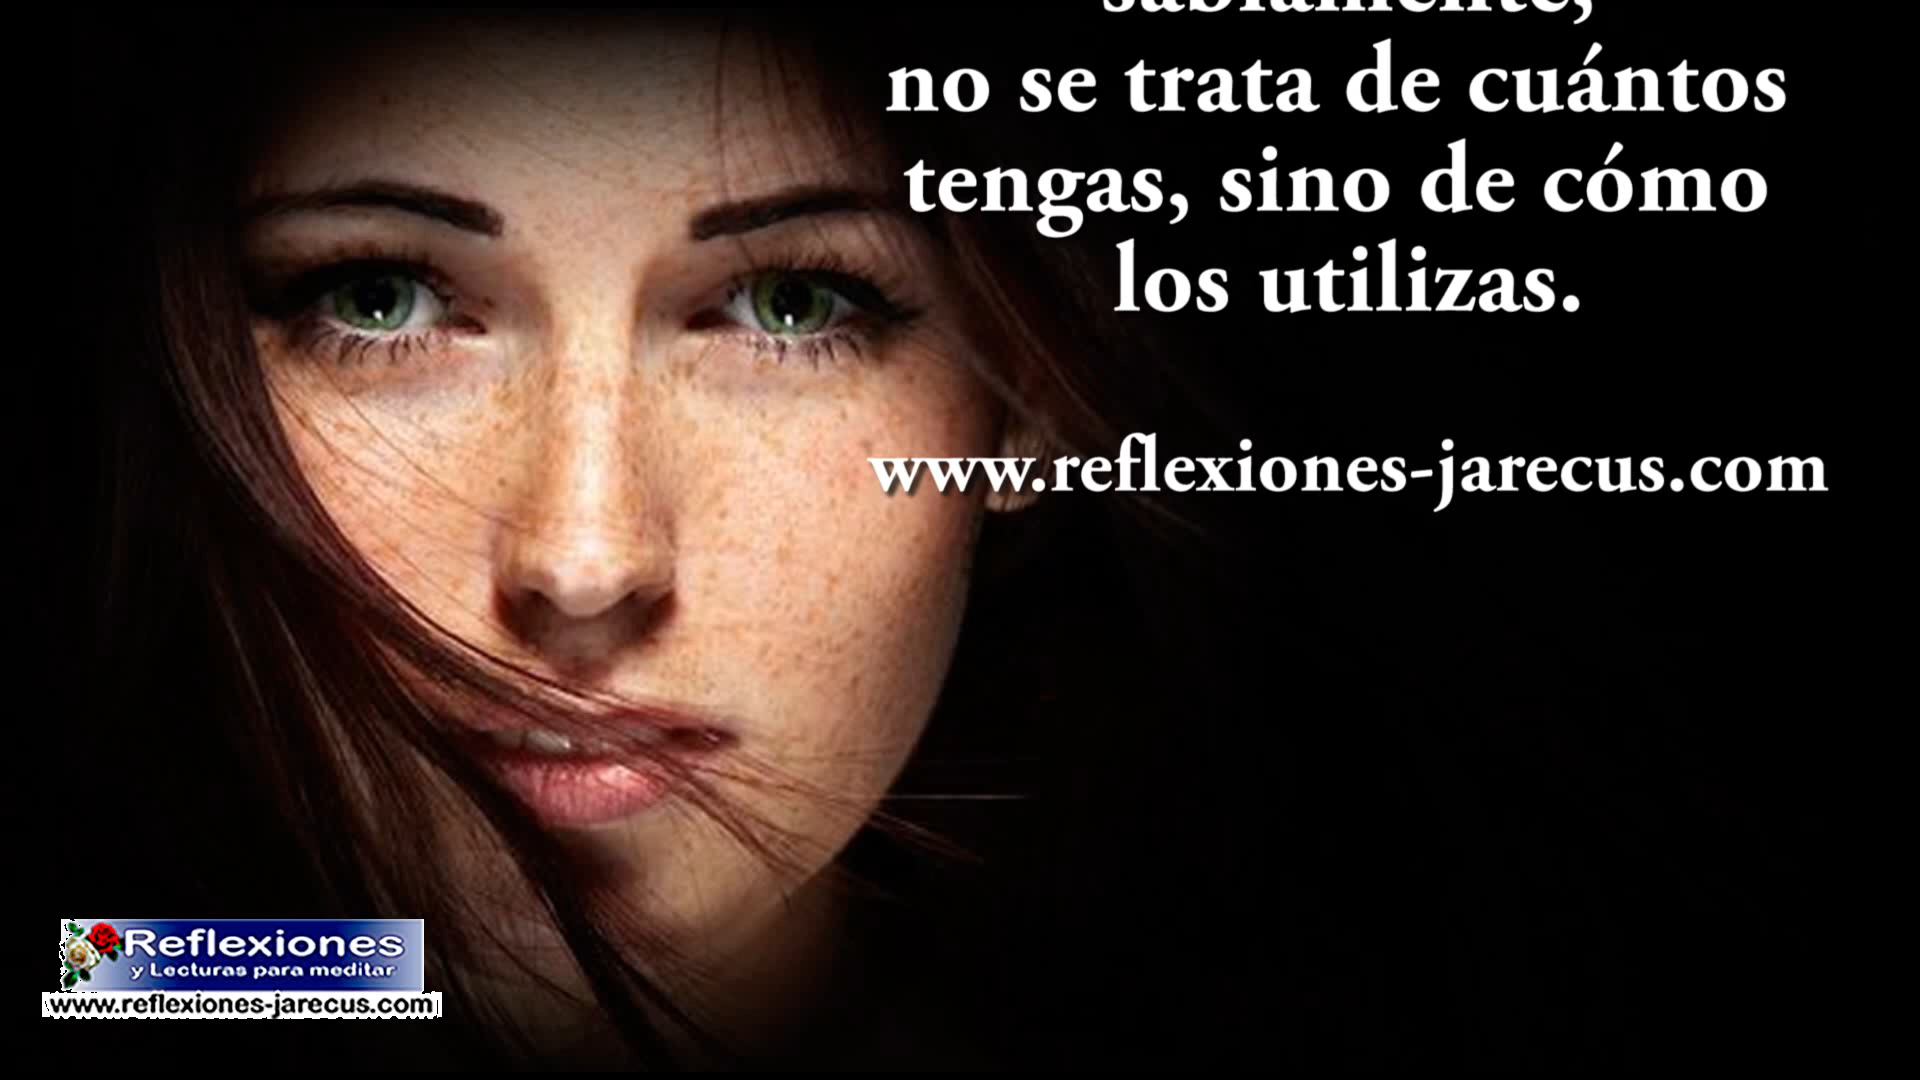 sabiamente,
no se trata de cuántos
tengas, sino de cómo
los utilizas.
www.reflexiones-jarecus.com
Reflexiones
y Lecturas para meditar
www.reflexiones-jarecus.com